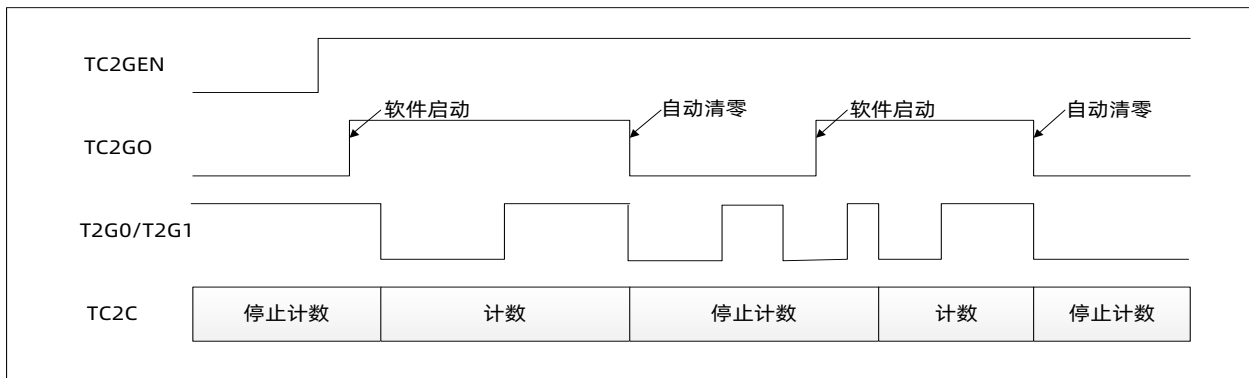 TC2GEN
软件启动 自动清零 软件启动 自动清零
TC2GO
T2G0/T2G1
TC2C 停止计数 计数 停止计数 计数 停止计数